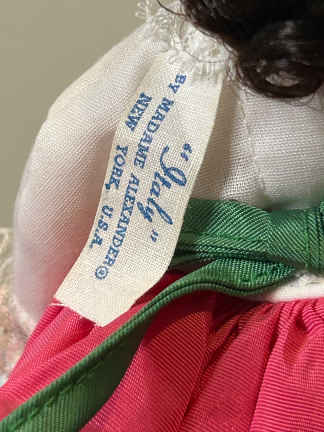 "Italy"
BY MADAME ALEXANDER®
NEW YORK, U.S.A.